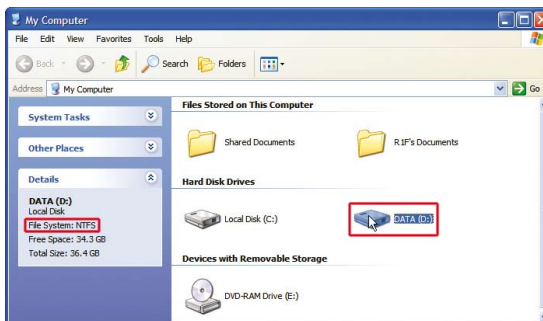 My Computer
File Edit View Favorites Tools Help
Back Search Folders
Address My Computer Go
System Tasks
Other Places
Details
DATA (D:)
Local Disk
File System: NTFS
Free Space: 34.3 GB
Total Size: 36.4 GB
Files Stored on This Computer
Shared Documents R1F's Documents
Hard Disk Drives
Local Disk (C:) DATA (D:)
Devices with Removable Storage
DVD-RAM Drive (E:)